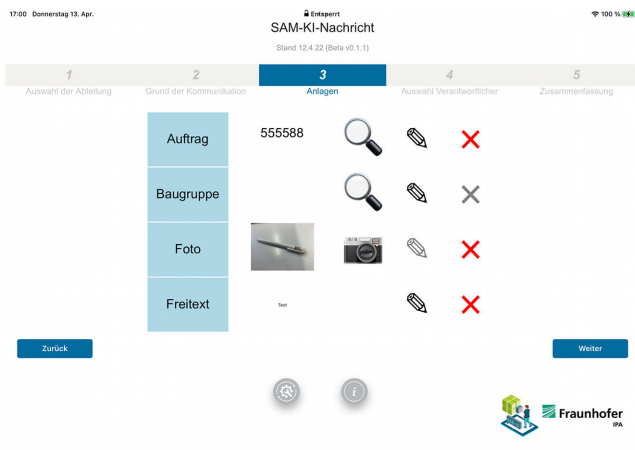 17:00 Donnerstag 13. Apr.
Entsperrt
100 %
SAM-KI-Nachricht
Stand 12.4.22 (Beta v0.1.1)
1 2 3 4 5
Auswahl der Abteilung Grund der Kommunikation Anlagen Auswahl Verantwortlicher Zusammenfassung
Auftrag 555588
Baugruppe
Foto
Freitext Text
Zurück Weiter
i
Fraunhofer
IPA